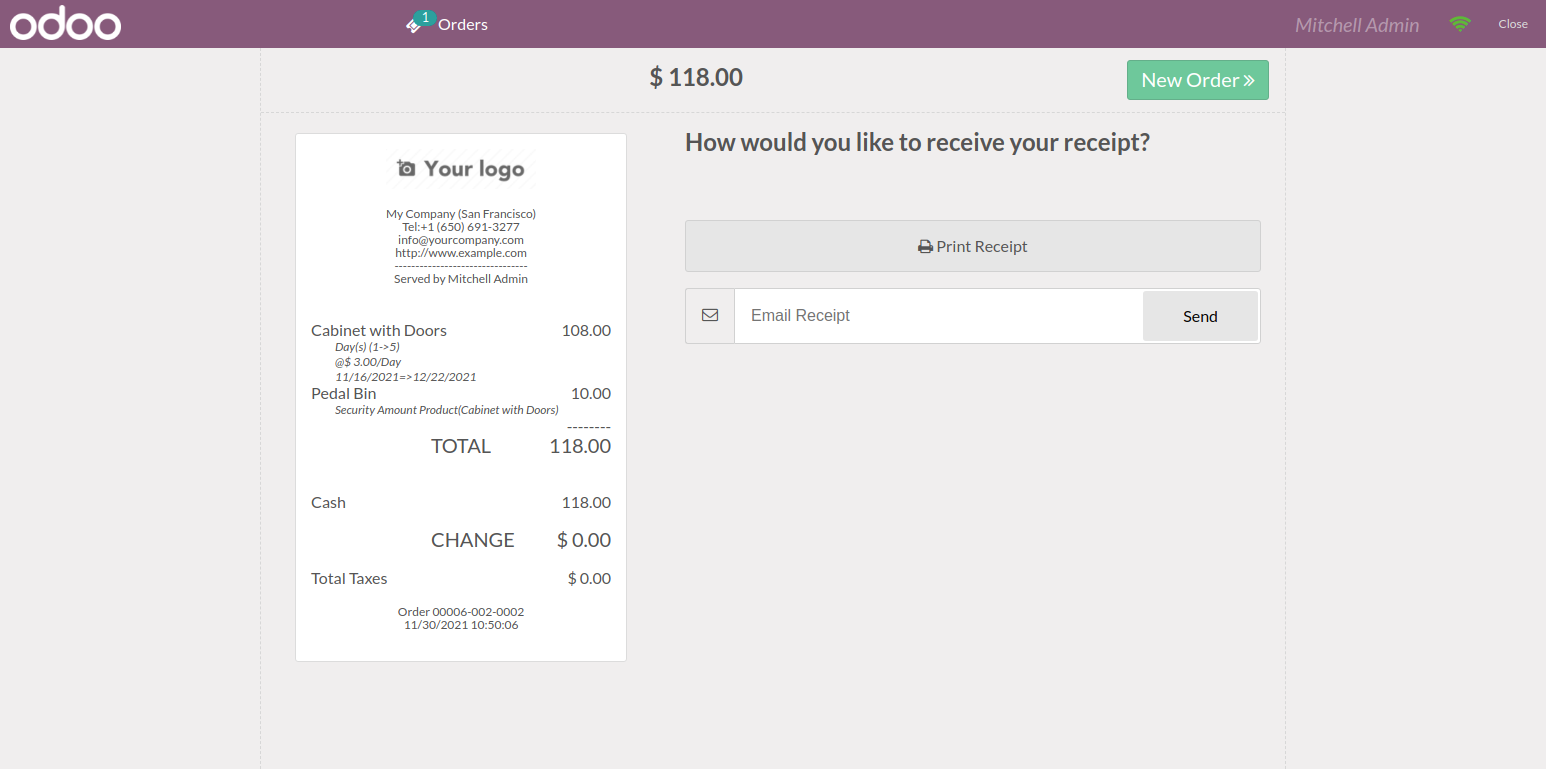 odoo
1
Orders
Mitchell Admin
Close
$ 118.00
New Order
Your logo
My Company (San Francisco)
Tel:+1 (650) 691-3277
info@yourcompany.com
http://www.example.com
--------------------------------
Served by Mitchell Admin
Cabinet with Doors 108.00
Day(s) (1->5)
@$ 3.00/Day
11/16/2021=>12/22/2021
Pedal Bin 10.00
Security Amount Product(Cabinet with Doors)
--------
TOTAL 118.00
Cash 118.00
CHANGE $ 0.00
Total Taxes $ 0.00
Order 00006-002-0002
11/30/2021 10:50:06
How would you like to receive your receipt?
Print Receipt
Email Receipt
Send